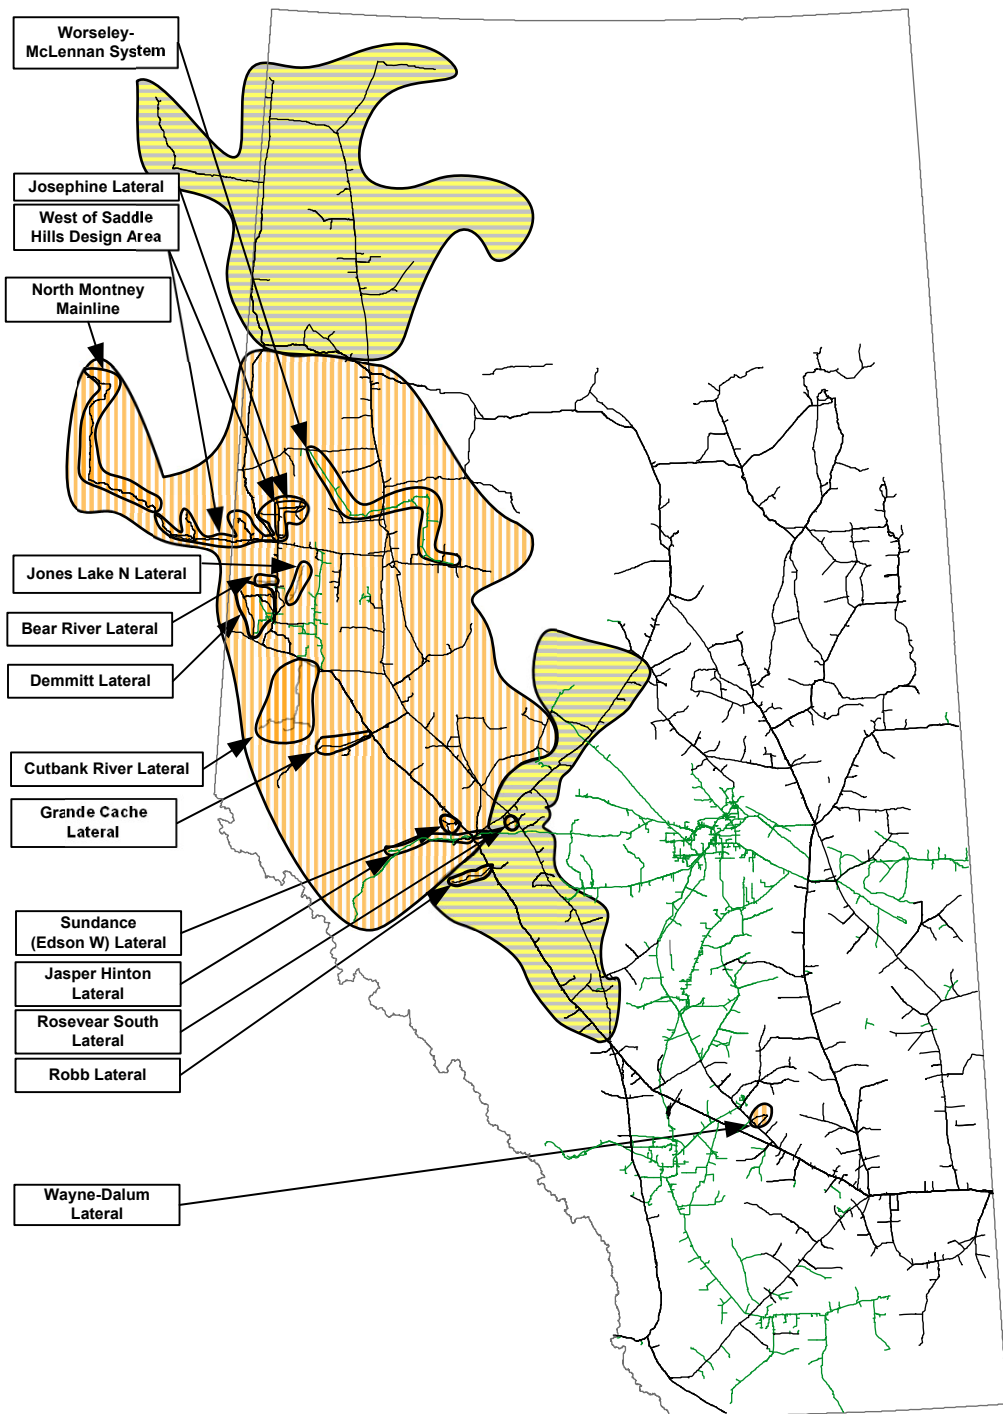 Worseley-
McLennan System
Josephine Lateral
West of Saddle
Hills Design Area
North Montney
Mainline
Jones Lake N Lateral
Bear River Lateral
Demmitt Lateral
Cutbank River Lateral
Grande Cache
Lateral
Sundance
(Edson W) Lateral
Jasper Hinton
Lateral
Rosevear South
Lateral
Robb Lateral
Wayne-Dalum
Lateral